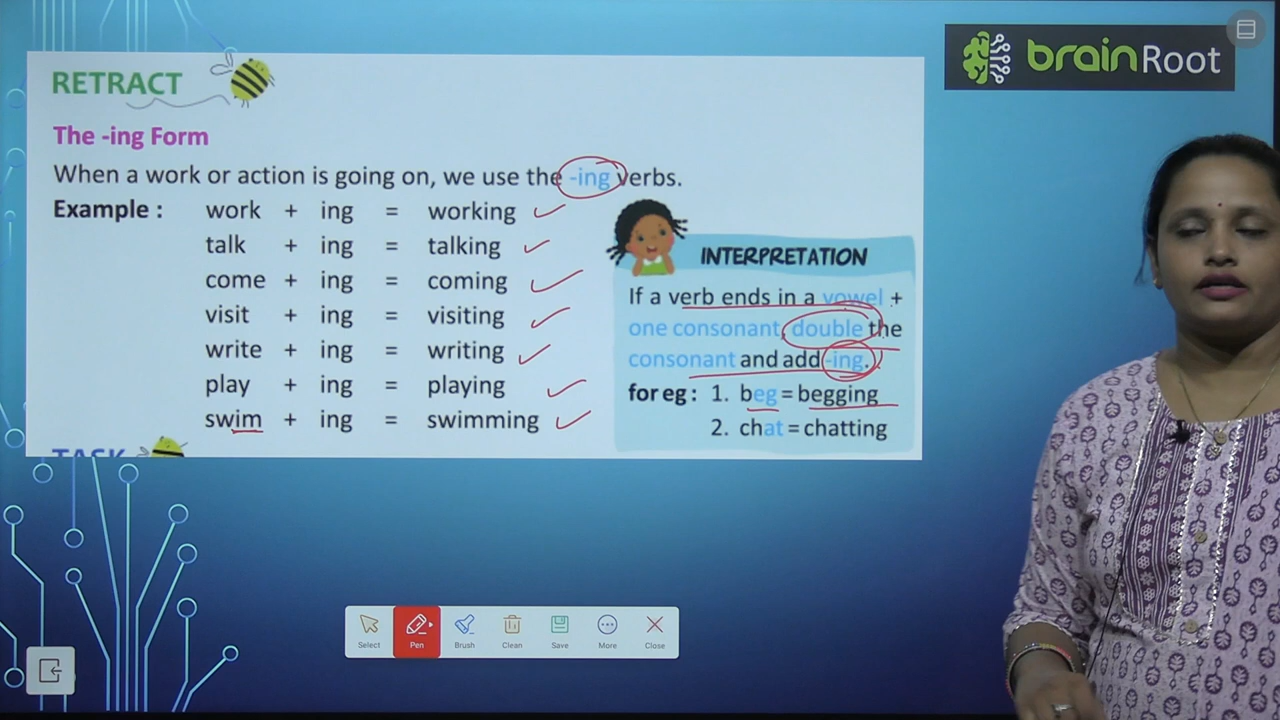 brainRoot
RETRACT
The -ing Form
When a work or action is going on, we use the -ing verbs.
Example : work + ing = working
talk + ing = talking
come + ing = coming
visit + ing = visiting
write + ing = writing
play + ing = playing
swim + ing = swimming
TASK
INTERPRETATION
If a verb ends in a vowel +
one consonant, double the
consonant and add -ing.
for eg : 1. beg = begging
2. chat = chatting
Select Pen Brush Clean Save More Close